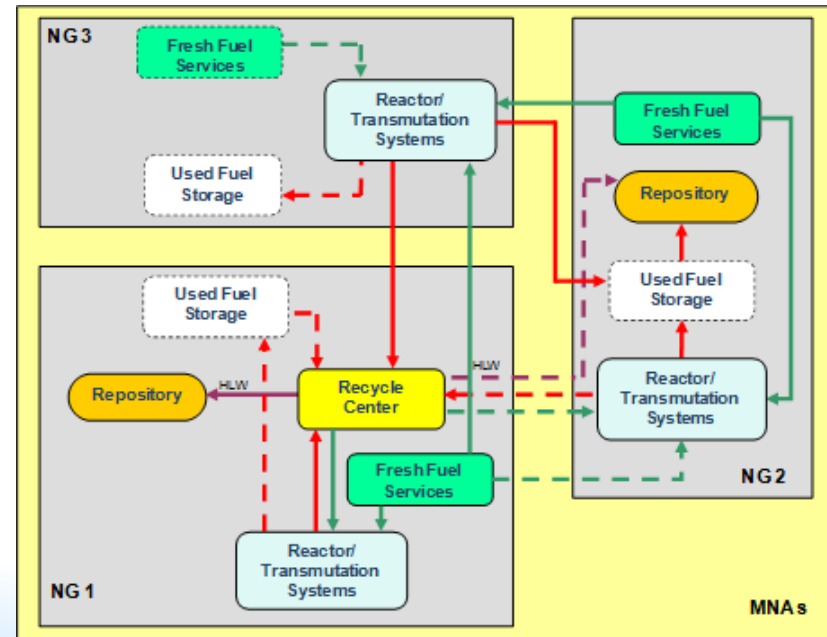 NG3
Fresh Fuel
Services
Reactor/
Transmutation
Systems
Used Fuel
Storage
Fresh Fuel
Services
Repository
Used Fuel
Storage
Reactor/
Transmutation
Systems
NG2
Used Fuel
Storage
Repository
HLW
Recycle
Center
HLW
Fresh Fuel
Services
Reactor/
Transmutation
Systems
NG1
MNAs